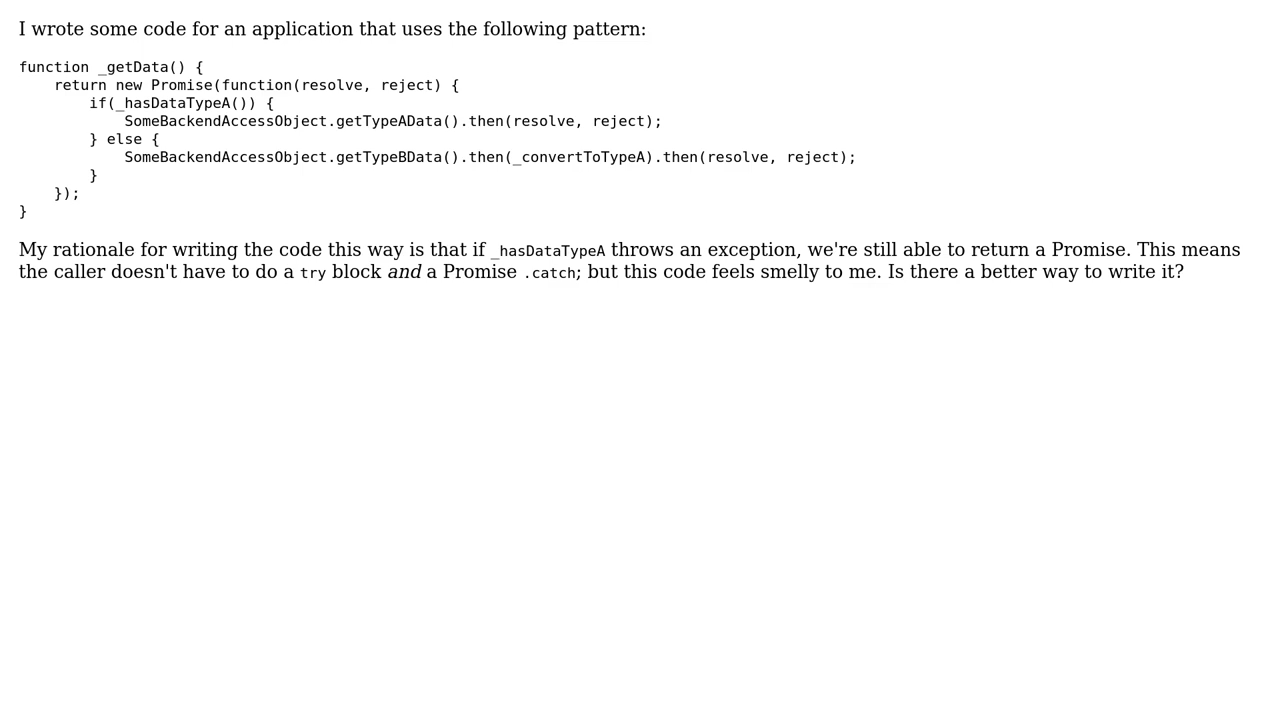 I wrote some code for an application that uses the following pattern:
function _getData() {
    return new Promise(function(resolve, reject) {
        if(_hasDataTypeA()) {
            SomeBackendAccessObject.getTypeAData().then(resolve, reject);
        } else {
            SomeBackendAccessObject.getTypeBData().then(_convertToTypeA).then(resolve, reject);
        }
    });
}
My rationale for writing the code this way is that if _hasDataTypeA throws an exception, we're still able to return a Promise. This means
the caller doesn't have to do a try block and a Promise .catch; but this code feels smelly to me. Is there a better way to write it?